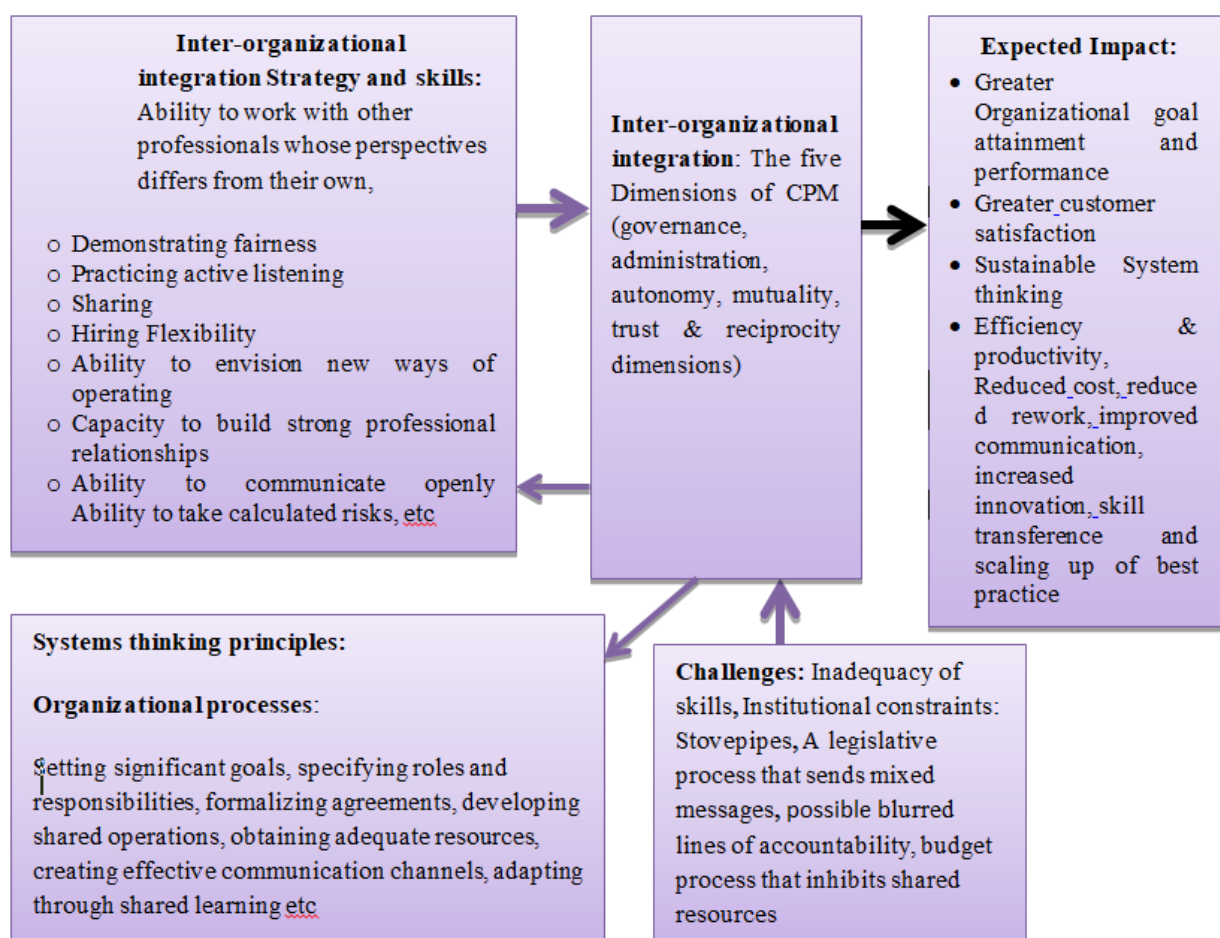 Inter-organizational
integration Strategy and skills:
Ability to work with other
professionals whose perspectives
differs from their own,
o Demonstrating fairness
o Practicing active listening
o Sharing
o Hiring Flexibility
o Ability to envision new ways of
operating
o Capacity to build strong professional
relationships
o Ability to communicate openly
Ability to take calculated risks, etc
Inter-organizational
integration: The five
Dimensions of CPM
(governance,
administration,
autonomy, mutuality,
trust & reciprocity
dimensions)
Expected Impact:
• Greater
Organizational goal
attainment and
performance
• Greater customer
satisfaction
• Sustainable System
thinking
• Efficiency &
productivity,
Reduced cost, reduce
d rework, improved
communication,
increased
innovation, skill
transference and
scaling up of best
practice
Systems thinking principles:
Organizational processes:
Setting significant goals, specifying roles and
responsibilities, formalizing agreements, developing
shared operations, obtaining adequate resources,
creating effective communication channels, adapting
through shared learning etc
Challenges: Inadequacy of
skills, Institutional constraints:
Stovepipes, A legislative
process that sends mixed
messages, possible blurred
lines of accountability, budget
process that inhibits shared
resources